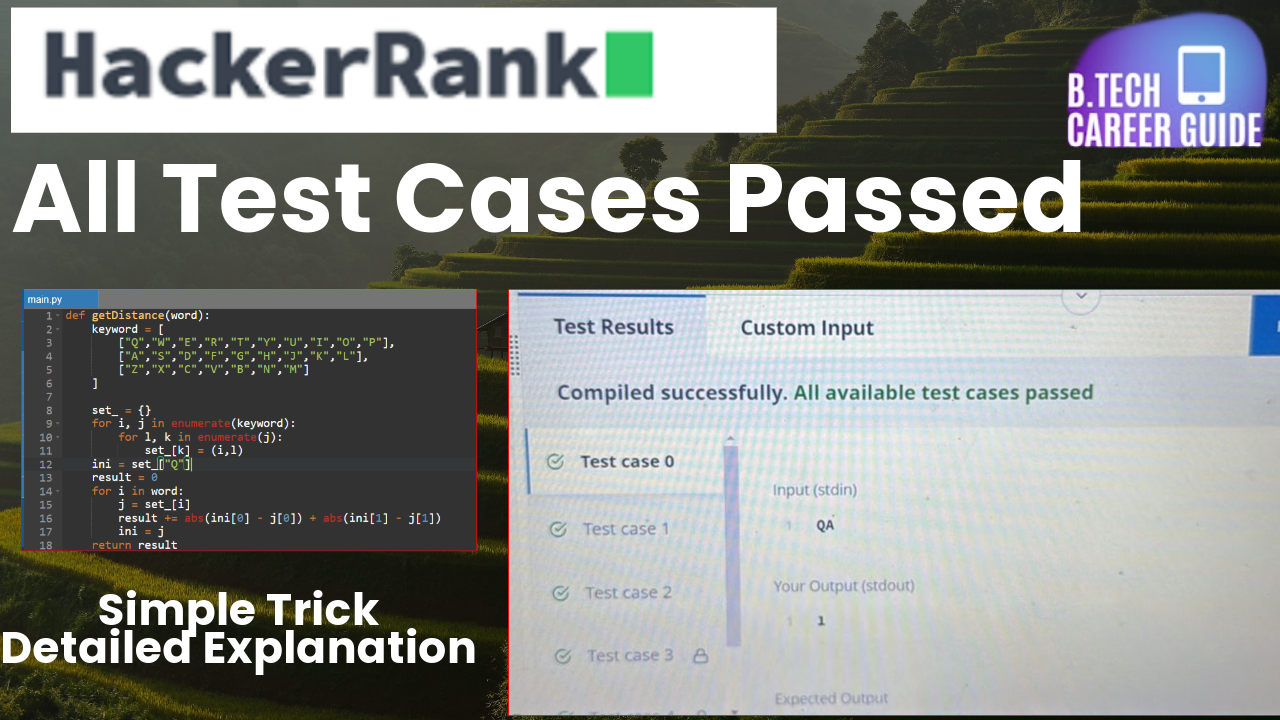 HackerRank
B.TECH
CAREER GUIDE
All Test Cases Passed
main.py
1 def getDistance(word):
2     keyword = [
3         ["Q","W","E","R","T","Y","U","I","O","P"],
4         ["A","S","D","F","G","H","J","K","L"],
5         ["Z","X","C","V","B","N","M"]
6     ]
7
8     set_ = {}
9     for i, j in enumerate(keyword):
10         for l, k in enumerate(j):
11             set_[k] = (i,l)
12     ini = set_["Q"]
13     result = 0
14     for i in word:
15         j = set_[i]
16         result += abs(ini[0] - j[0]) + abs(ini[1] - j[1])
17         ini = j
18     return result
Simple Trick
Detailed Explanation
Test Results
Custom Input
Compiled successfully. All available test cases passed
Test case 0
Test case 1
Test case 2
Test case 3
Input (stdin)
1 QA
Your Output (stdout)
1 1
Expected Output